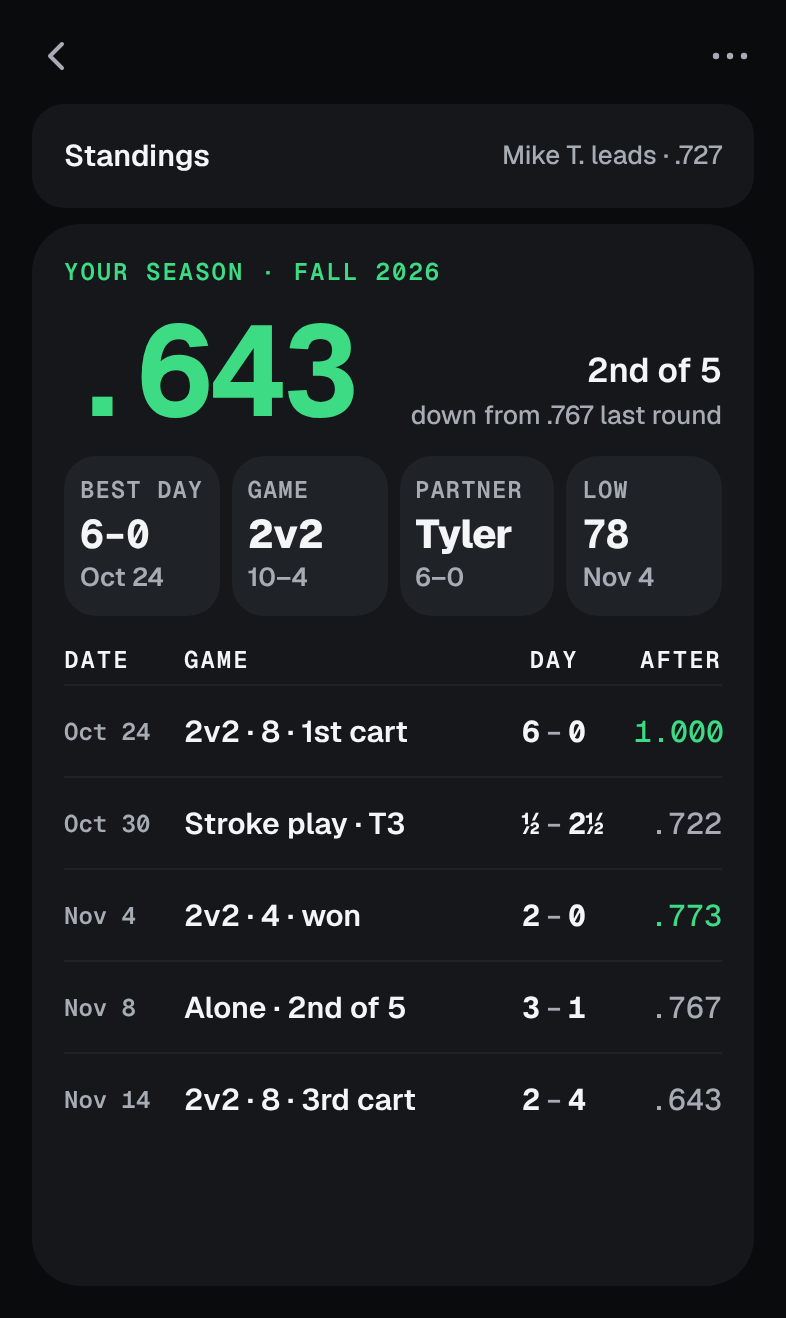 Standings Mike T. leads · .727
YOUR SEASON · FALL 2026
.643
2nd of 5
down from .767 last round
BEST DAY
6–0
Oct 24
GAME
2v2
10–4
PARTNER
Tyler
6–0
LOW
78
Nov 4
DATE GAME DAY AFTER
Oct 24 2v2 · 8 · 1st cart 6 – 0 1.000
Oct 30 Stroke play · T3 ½ – 2½ .722
Nov 4 2v2 · 4 · won 2 – 0 .773
Nov 8 Alone · 2nd of 5 3 – 1 .767
Nov 14 2v2 · 8 · 3rd cart 2 – 4 .643